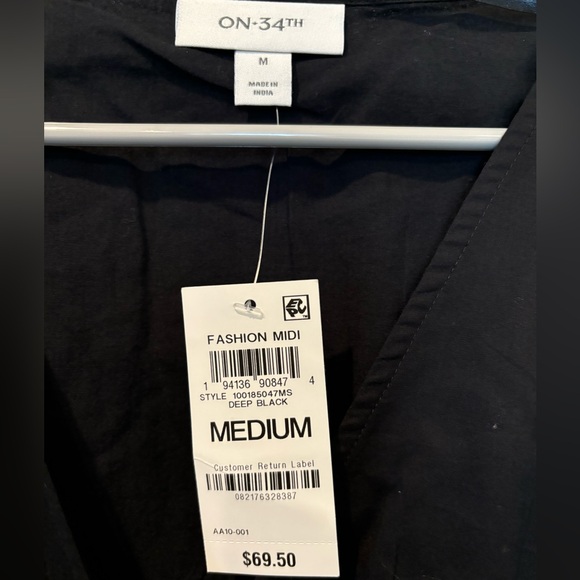 ON•34TH
M
MADE IN
INDIA
FASHION MIDI
1 94136 90847 4
STYLE 100185047MS
DEEP BLACK
MEDIUM
Customer Return Label
082176328387
AA10-001
$69.50